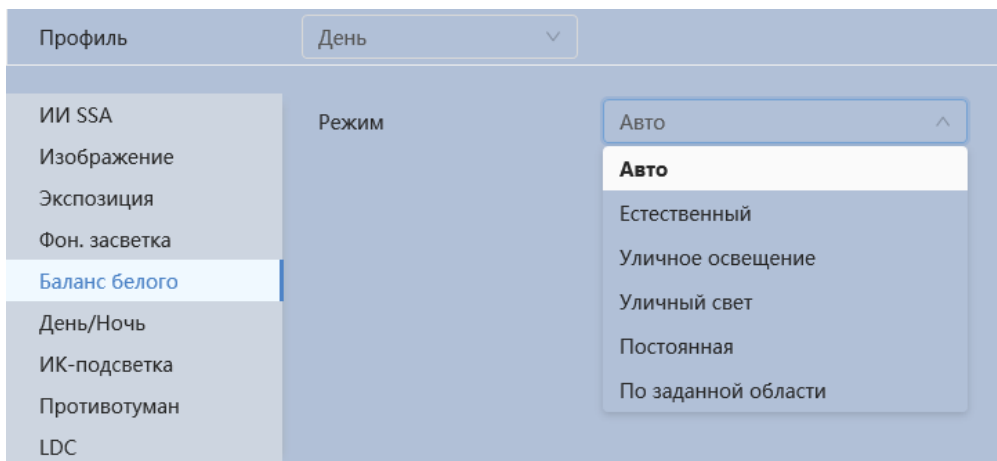 Профиль День
ИИ SSA
Режим Авто
Изображение
Авто
Экспозиция
Естественный
Фон. засветка
Уличное освещение
Баланс белого
Уличный свет
День/Ночь
Постоянная
ИК-подсветка
По заданной области
Противотуман
LDC